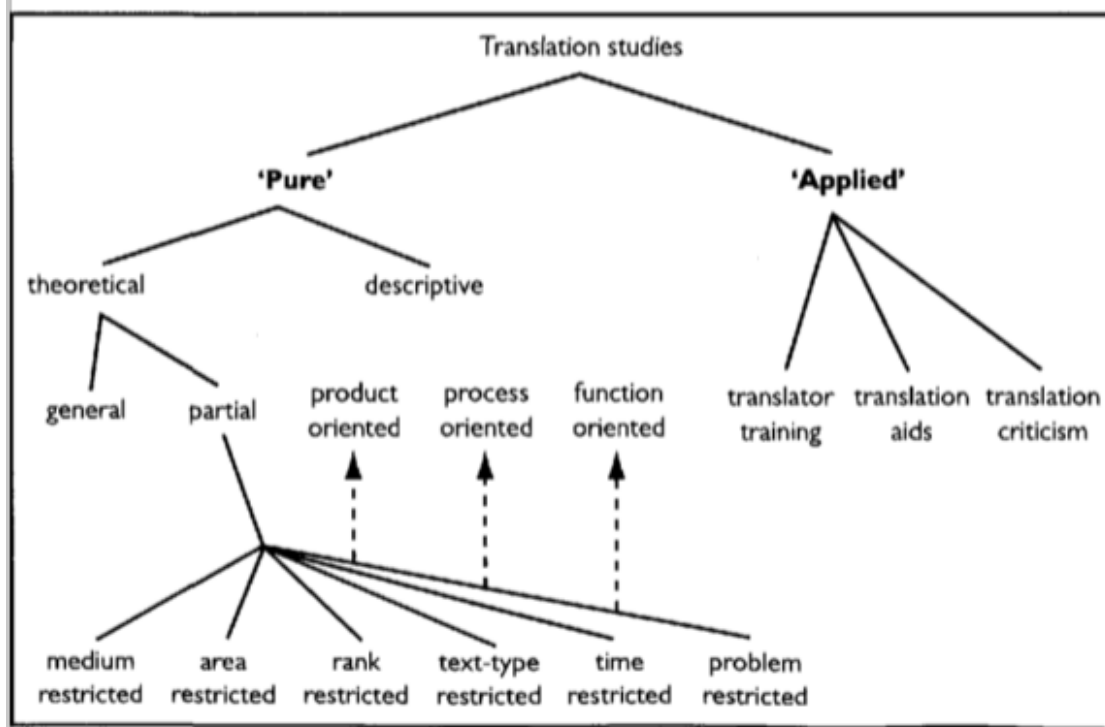 Translation studies
'Pure'
'Applied'
theoretical
descriptive
general
partial
product
oriented
process
oriented
function
oriented
translator
training
translation
aids
translation
criticism
medium
restricted
area
restricted
rank
restricted
text-type
restricted
time
restricted
problem
restricted